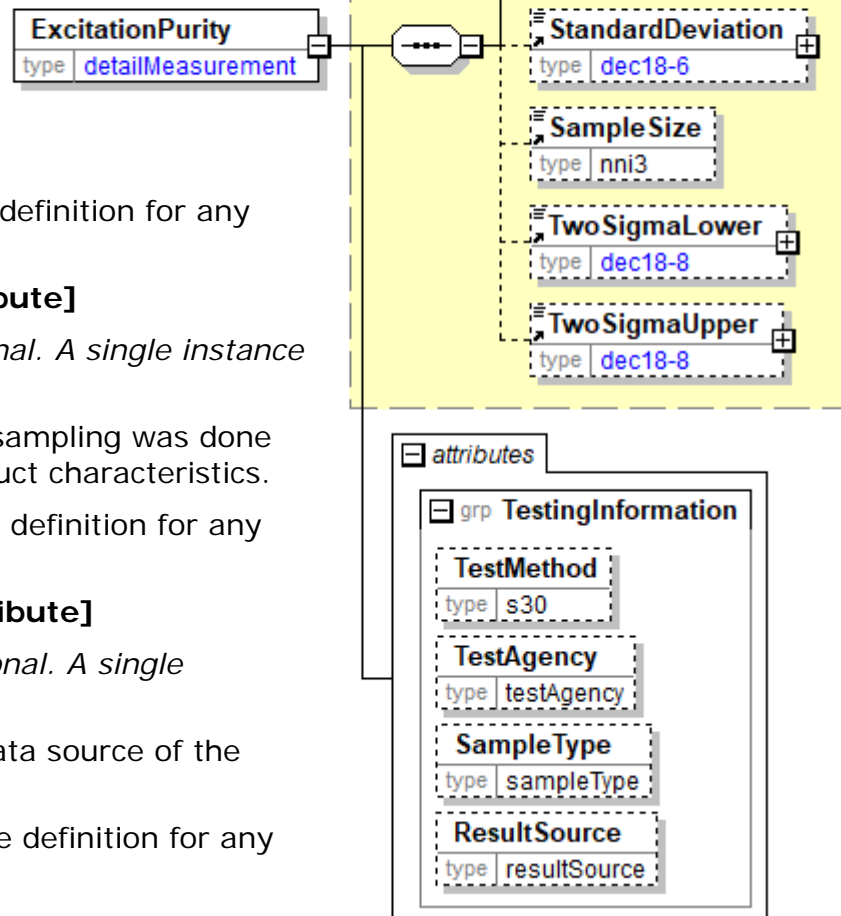 ExcitationPurity
type detailMeasurement
definition for any
bute]
nal. A single instance
sampling was done
uct characteristics.
definition for any
ibute]
onal. A single
ata source of the
e definition for any
StandardDeviation
type dec18-6
SampleSize
type nni3
TwoSigmaLower
type dec18-8
TwoSigmaUpper
type dec18-8
attributes
grp TestingInformation
TestMethod
type s30
TestAgency
type testAgency
SampleType
type sampleType
ResultSource
type resultSource